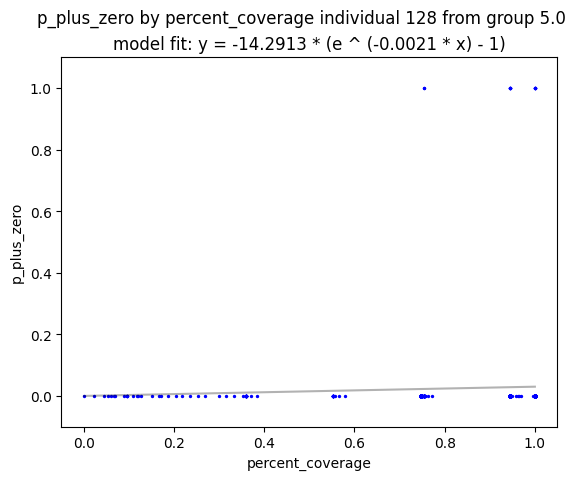 p_plus_zero by percent_coverage individual 128 from group 5.0
model fit: y = -14.2913 * (e ^ (-0.0021 * x) - 1)
1.0
0.8
0.6
0.4
0.2
0.0
p_plus_zero
0.0 0.2 0.4 0.6 0.8 1.0
percent_coverage